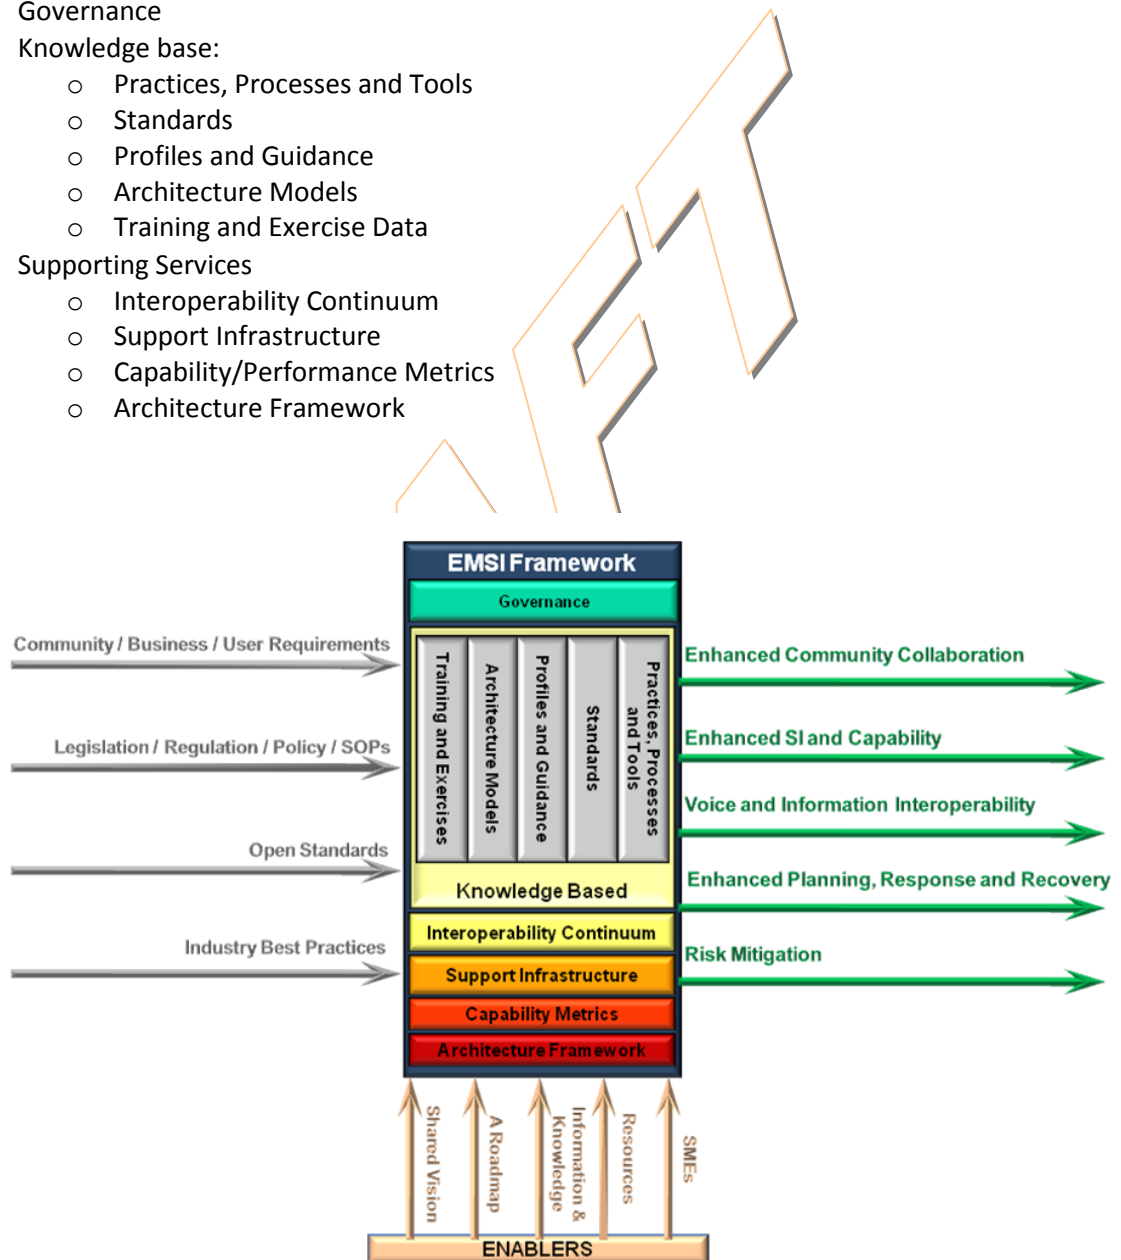 Governance
Knowledge base:
o Practices, Processes and Tools
o Standards
o Profiles and Guidance
o Architecture Models
o Training and Exercise Data
Supporting Services
o Interoperability Continuum
o Support Infrastructure
o Capability/Performance Metrics
o Architecture Framework
EMSI Framework
Governance
Community / Business / User Requirements
Legislation / Regulation / Policy / SOPs
Open Standards
Industry Best Practices
Training and Exercises
Architecture Models
Profiles and Guidance
Standards
Practices, Processes
and Tools
Knowledge Based
Interoperability Continuum
Support Infrastructure
Capability Metrics
Architecture Framework
Enhanced Community Collaboration
Enhanced SI and Capability
Voice and Information Interoperability
Enhanced Planning, Response and Recovery
Risk Mitigation
Shared Vision
A Roadmap
Information &
Knowledge
Resources
SMEs
ENABLERS